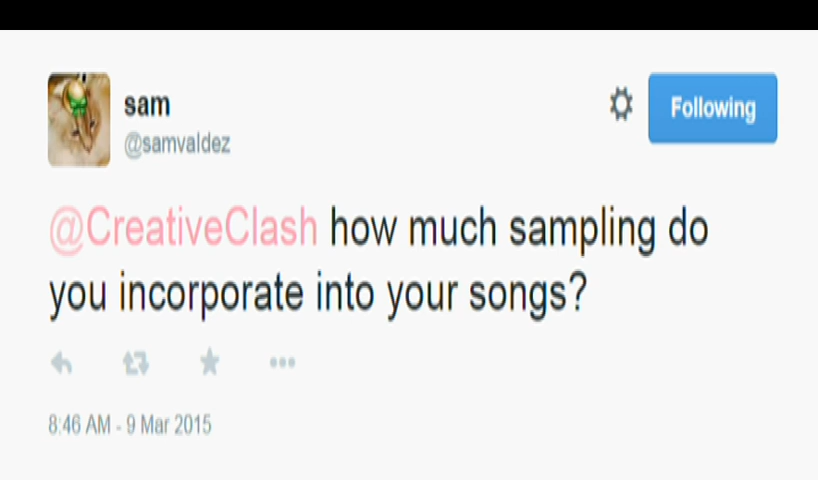 sam
@samvaldez
Following
@CreativeClash how much sampling do
you incorporate into your songs?
8:46 AM - 9 Mar 2015